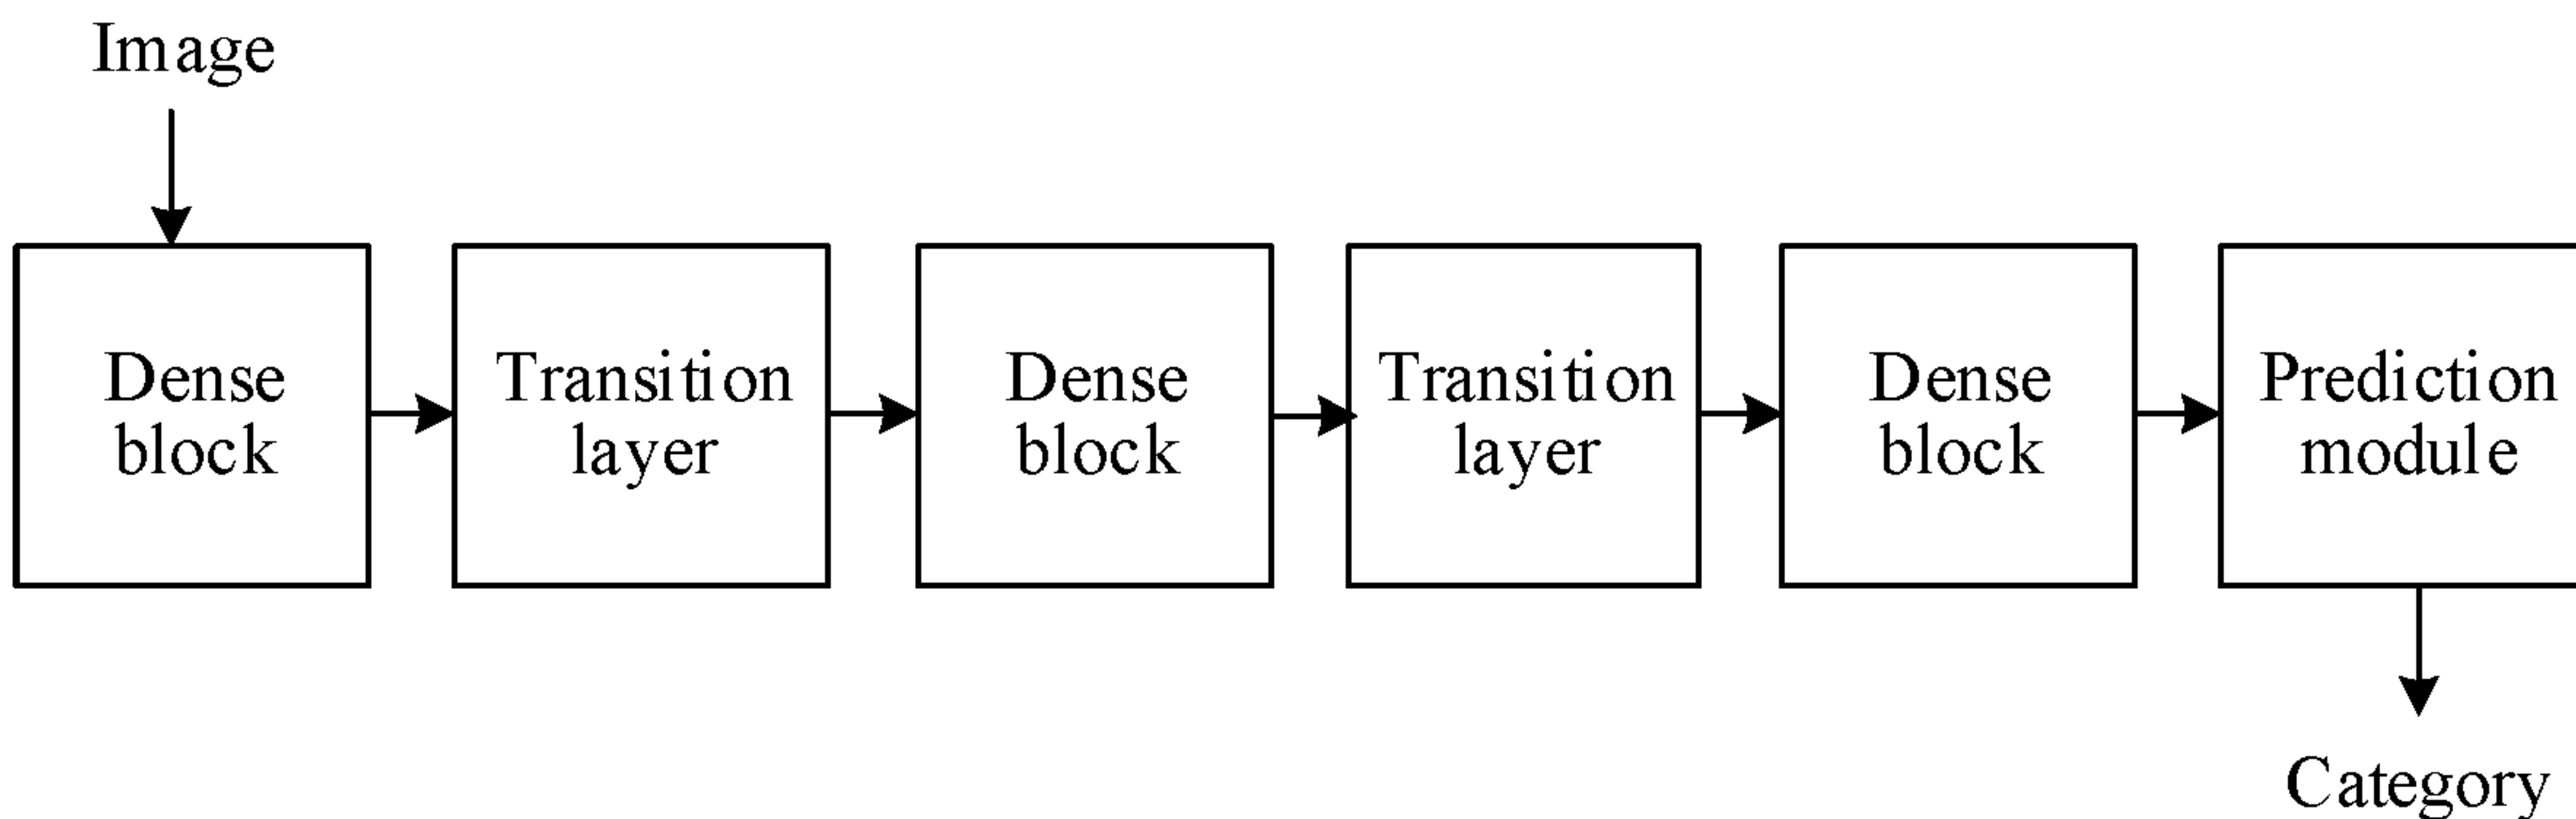 Image
Dense
block
Transition
layer
Dense
block
Transition
layer
Dense
block
Prediction
module
Category